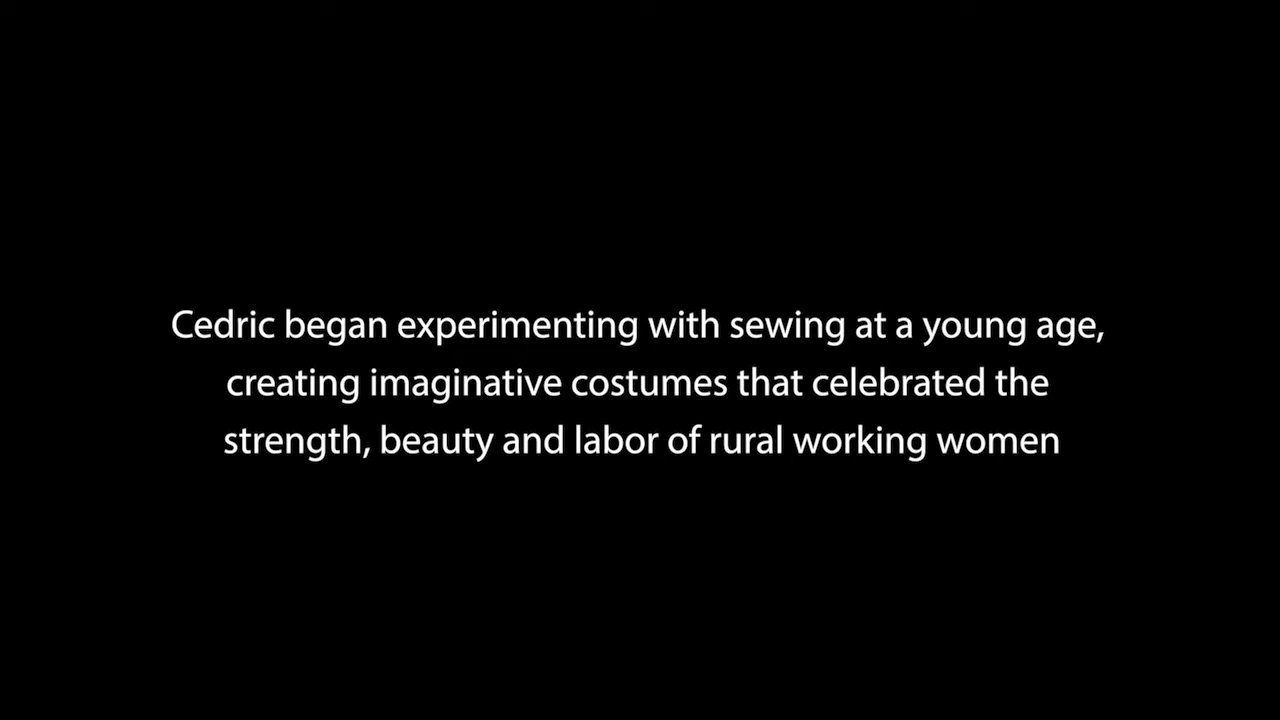 Cedric began experimenting with sewing at a young age,
creating imaginative costumes that celebrated the
strength, beauty and labor of rural working women